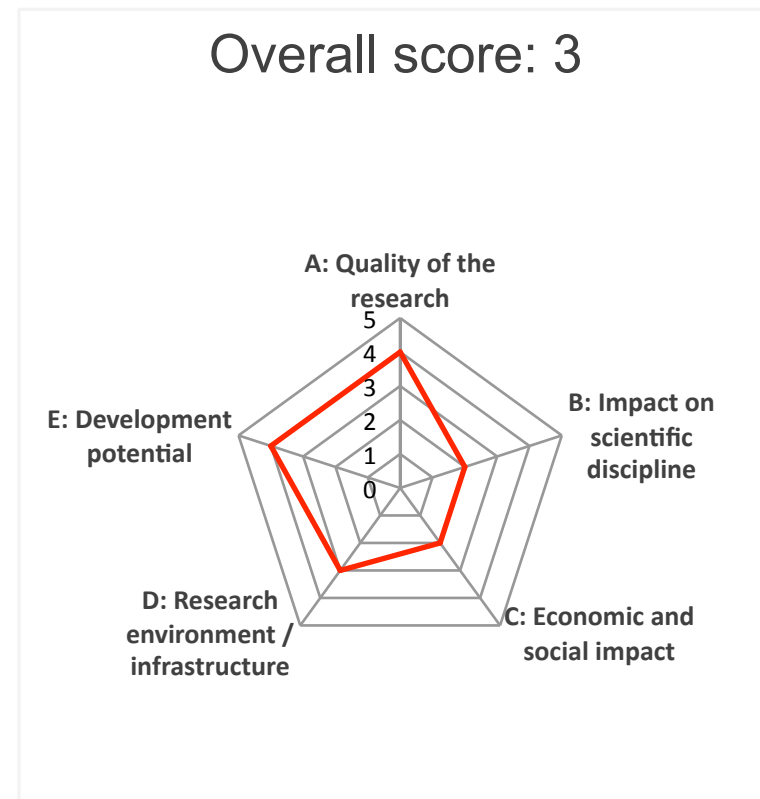 Overall score: 3
A: Quality of the
research
5
4
3
2
1
0
B: Impact on
scientific
discipline
E: Development
potential
D: Research
environment /
infrastructure
C: Economic and
social impact